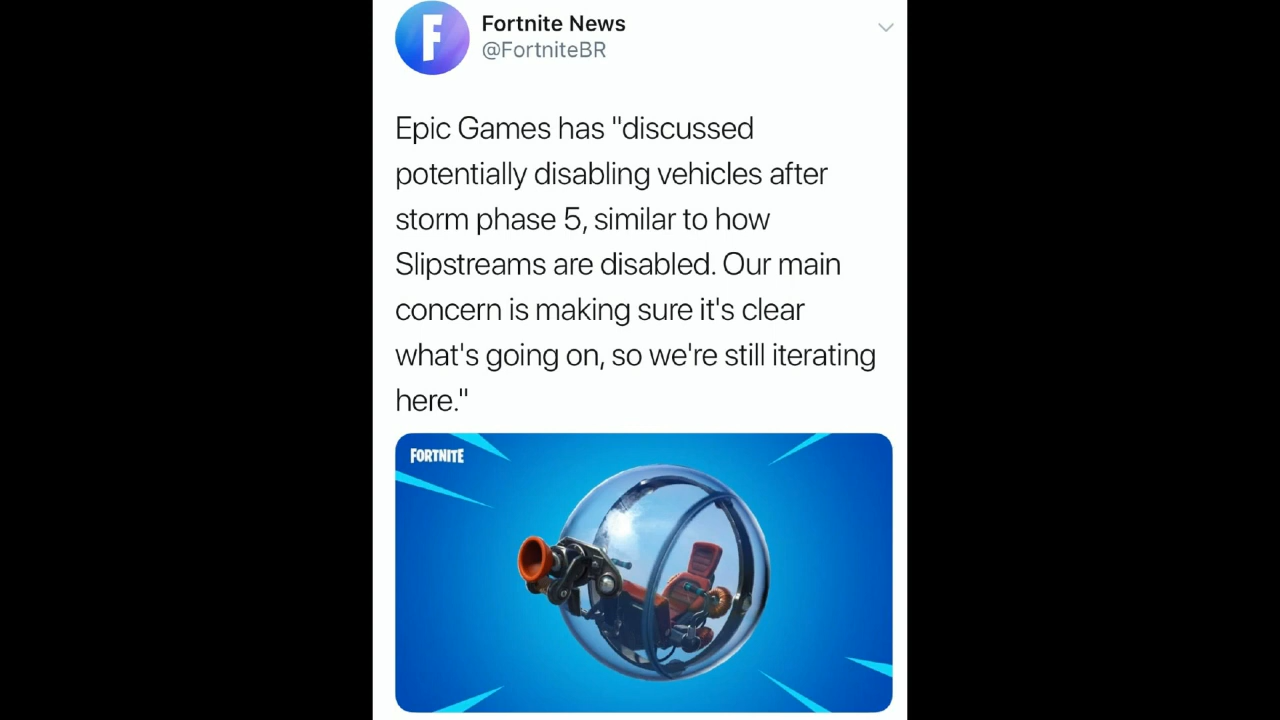 Fortnite News
@FortniteBR
Epic Games has "discussed
potentially disabling vehicles after
storm phase 5, similar to how
Slipstreams are disabled. Our main
concern is making sure it's clear
what's going on, so we're still iterating
here."
FORTNITE